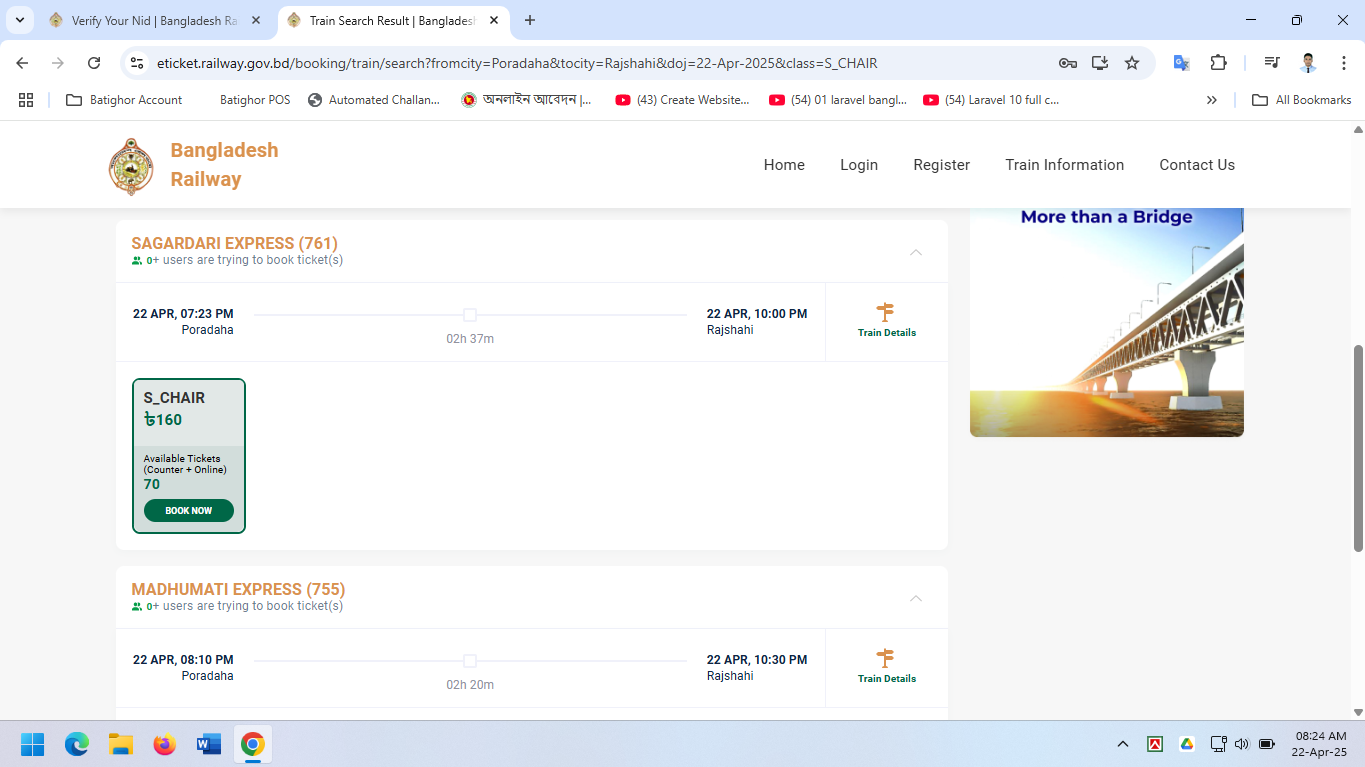 Verify Your Nid | Bangladesh Ra
Train Search Result | Bangladesh
eticket.railway.gov.bd/booking/train/search?fromcity=Poradaha&tocity=Rajshahi&doj=22-Apr-2025&class=S_CHAIR
Batighor Account
Batighor POS
Automated Challan...
অনলাইন আবেদন |...
(43) Create Website...
(54) 01 laravel bangl...
(54) Laravel 10 full c...
All Bookmarks
Bangladesh
Railway
Home
Login
Register
Train Information
Contact Us
More than a Bridge
SAGARDARI EXPRESS (761)
0+ users are trying to book ticket(s)
22 APR, 07:23 PM
Poradaha
02h 37m
22 APR, 10:00 PM
Rajshahi
Train Details
S_CHAIR
৳160
Available Tickets
(Counter + Online)
70
BOOK NOW
MADHUMATI EXPRESS (755)
0+ users are trying to book ticket(s)
22 APR, 08:10 PM
Poradaha
02h 20m
22 APR, 10:30 PM
Rajshahi
Train Details
08:24 AM
22-Apr-25